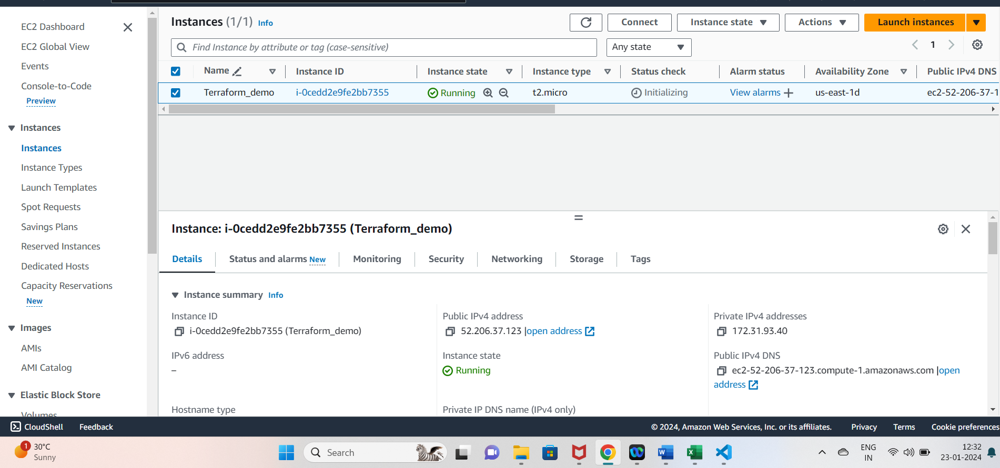 EC2 Dashboard
EC2 Global View
Events
Console-to-Code
Preview
Instances
Instances
Instance Types
Launch Templates
Spot Requests
Savings Plans
Reserved Instances
Dedicated Hosts
Capacity Reservations
New
Images
AMIs
AMI Catalog
Elastic Block Store
Volumes
Instances (1/1) Info
Connect
Instance state
Actions
Launch instances
Find Instance by attribute or tag (case-sensitive)
Any state
1
Name Instance ID Instance state Instance type Status check Alarm status Availability Zone Public IPv4 DNS
Terraform_demo i-0cedd2e9fe2bb7355 Running t2.micro Initializing View alarms us-east-1d ec2-52-206-37-1
Instance: i-0cedd2e9fe2bb7355 (Terraform_demo)
Details Status and alarms New Monitoring Security Networking Storage Tags
Instance summary Info
Instance ID
i-0cedd2e9fe2bb7355 (Terraform_demo)
Public IPv4 address
52.206.37.123 |open address
Private IPv4 addresses
172.31.93.40
IPv6 address
–
Instance state
Running
Public IPv4 DNS
ec2-52-206-37-123.compute-1.amazonaws.com |open
address
Hostname type
Private IP DNS name (IPv4 only)
CloudShell Feedback © 2024, Amazon Web Services, Inc. or its affiliates. Privacy Terms Cookie preferences
1
30°C
Sunny
Search
W
X
ENG
IN
12:32
23-01-2024